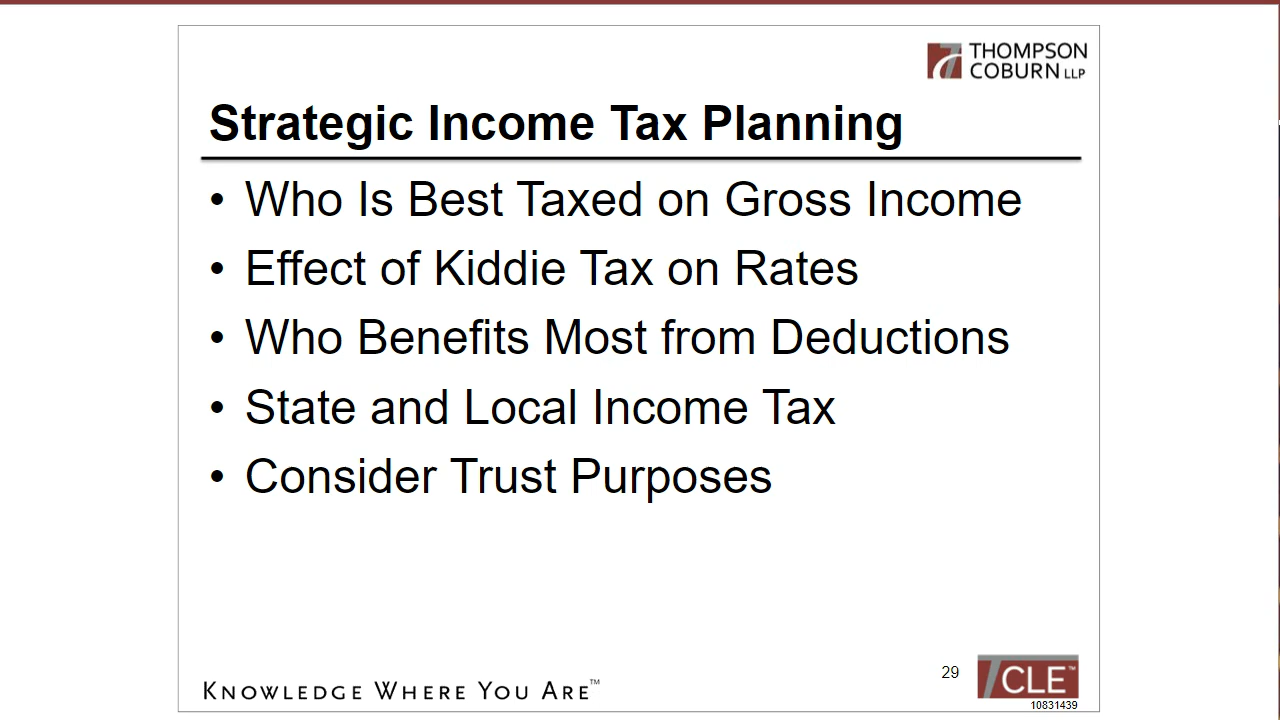 THOMPSON
COBURN LLP
Strategic Income Tax Planning
• Who Is Best Taxed on Gross Income
• Effect of Kiddie Tax on Rates
• Who Benefits Most from Deductions
• State and Local Income Tax
• Consider Trust Purposes
KNOWLEDGE WHERE YOU ARE™
29
TCLE™
10831439